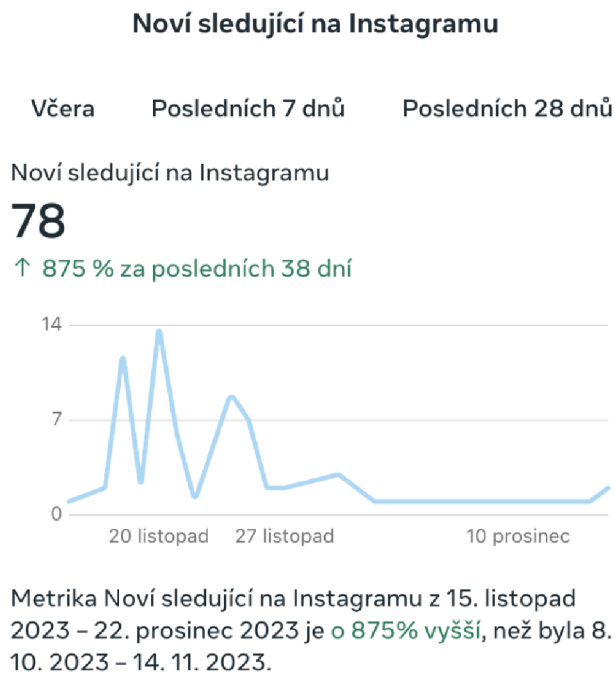 Noví sledující na Instagramu
Včera Posledních 7 dnů Posledních 28 dnů
Noví sledující na Instagramu
78
↑ 875 % za posledních 38 dní
14
7
0
20 listopad 27 listopad 10 prosinec
Metrika Noví sledující na Instagramu z 15. listopad
2023 – 22. prosinec 2023 je o 875% vyšší, než byla 8.
10. 2023 – 14. 11. 2023.